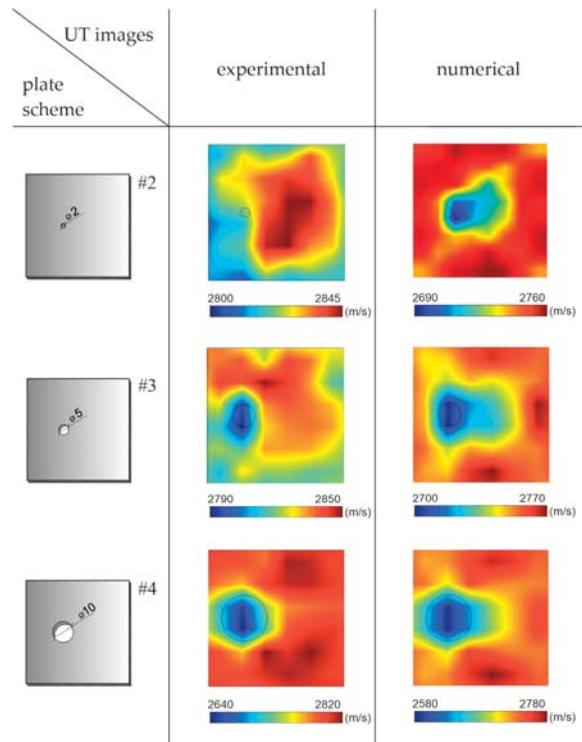 UT images
plate
scheme
experimental
numerical
#2
ø2
2800 2845 (m/s)
2690 2760 (m/s)
#3
ø5
2790 2850 (m/s)
2700 2770 (m/s)
#4
ø10
2640 2820 (m/s)
2580 2780 (m/s)